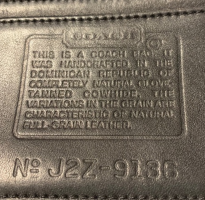 COACH
THIS IS A COACH BAG. IT
WAS HANDCRAFTED IN THE
DOMINICAN REPUBLIC OF
COMPLETELY NATURAL GLOVE-
TANNED COWHIDE. THE
VARIATIONS IN THE GRAIN ARE
CHARACTERISTIC OF NATURAL
FULL-GRAIN LEATHER.
No J2Z-9136